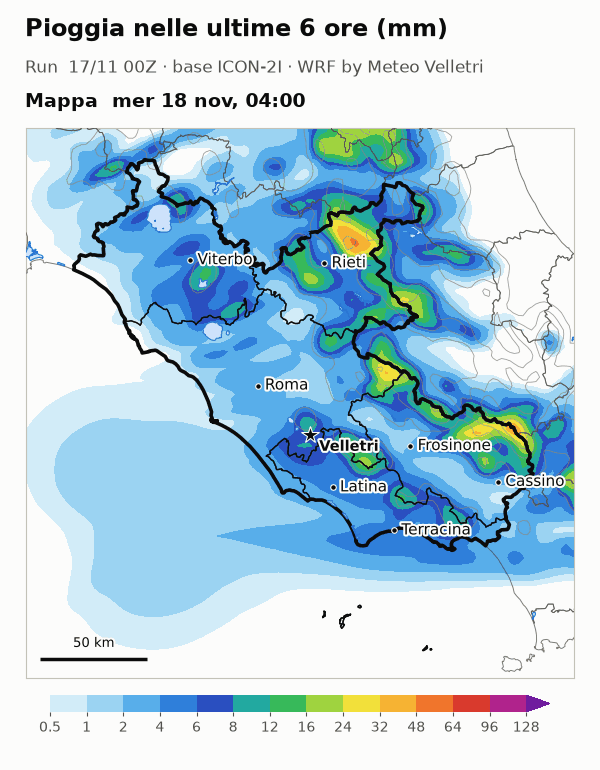 Pioggia nelle ultime 6 ore (mm)
Run  17/11 00Z · base ICON-2I · WRF by Meteo Velletri
Mappa  mer 18 nov, 04:00
Viterbo
Rieti
Roma
Velletri
Frosinone
Cassino
Latina
Terracina
50 km
0.5 1 2 4 6 8 12 16 24 32 48 64 96 128